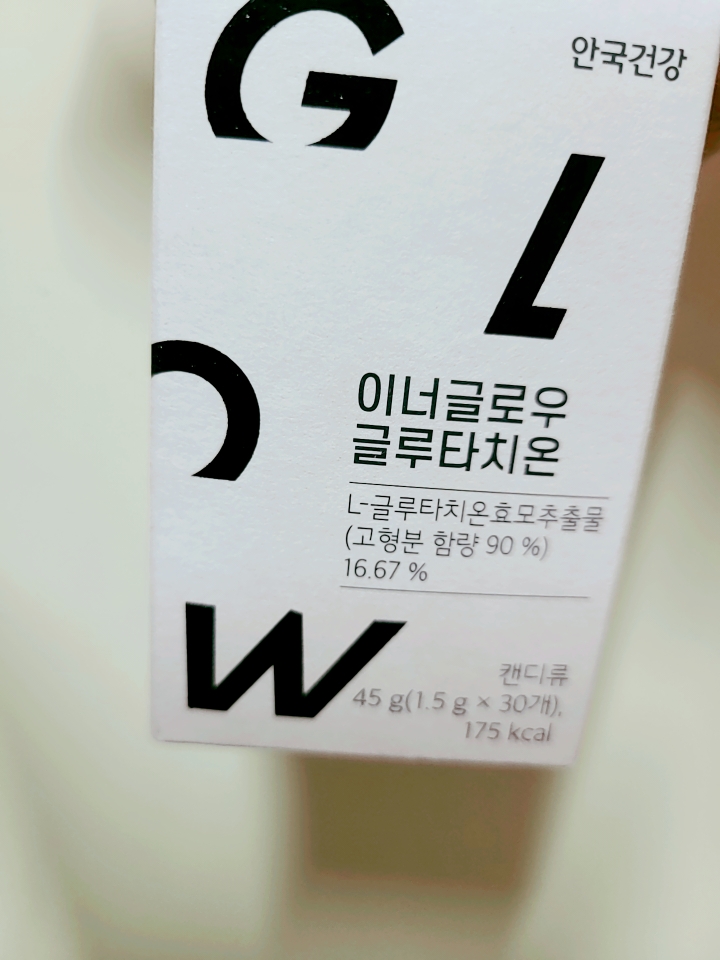 G
안국건강
L
O
이너글로우
글루타치온
L-글루타치온효모추출물
(고형분 함량 90 %)
16.67 %
W
캔디류
45 g(1.5 g × 30개),
175 kcal